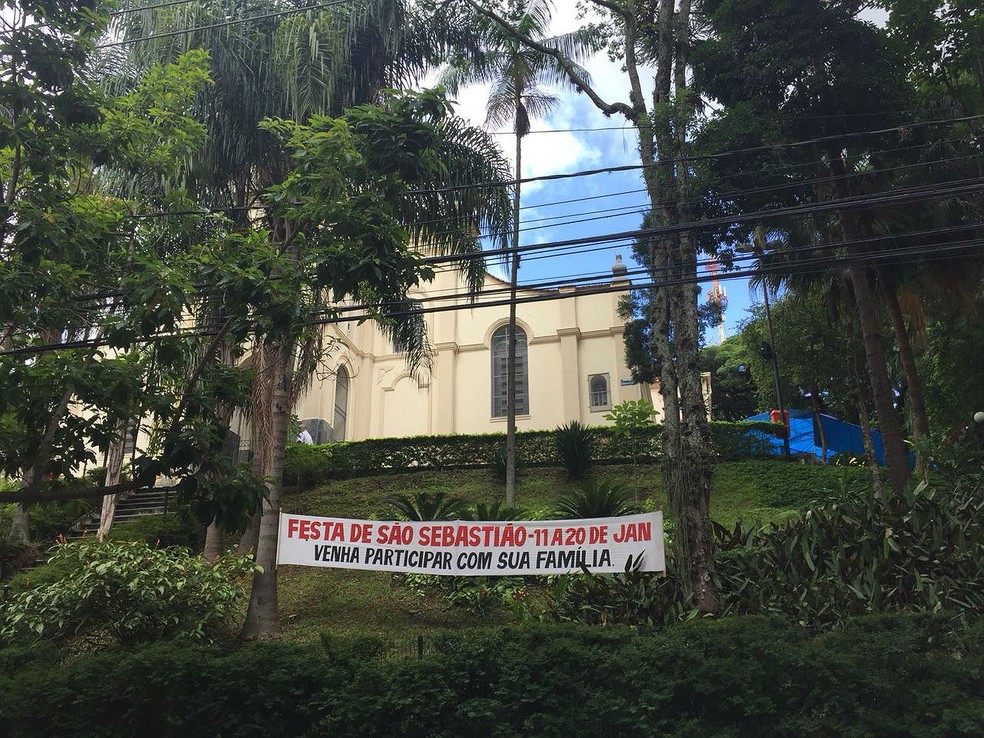 FESTA DE SÃO SEBASTIÃO-11 A 20 DE JAN
VENHA PARTICIPAR COM SUA FAMÍLIA.